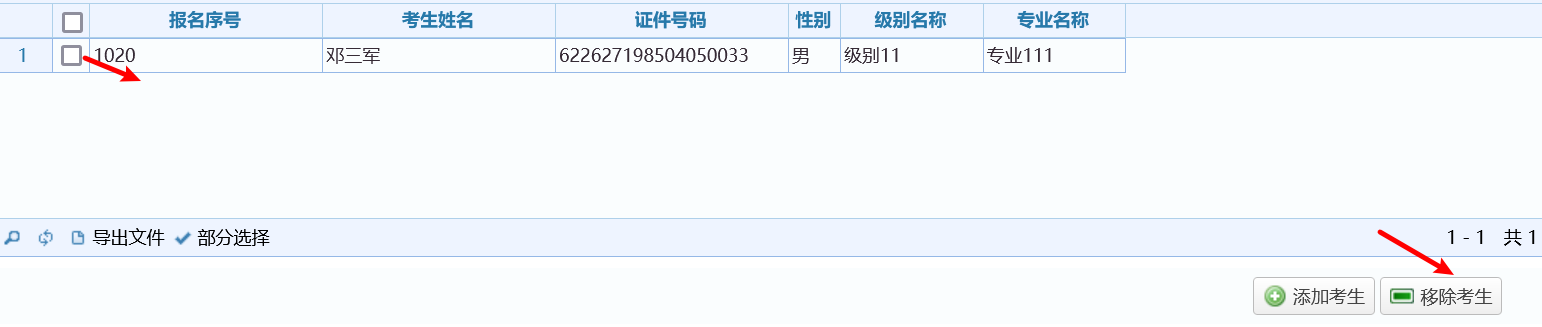 报名序号 考生姓名 证件号码 性别 级别名称 专业名称
1 1020 邓三军 622627198504050033 男 级别11 专业111
导出文件 部分选择 1 - 1 共 1
添加考生 移除考生